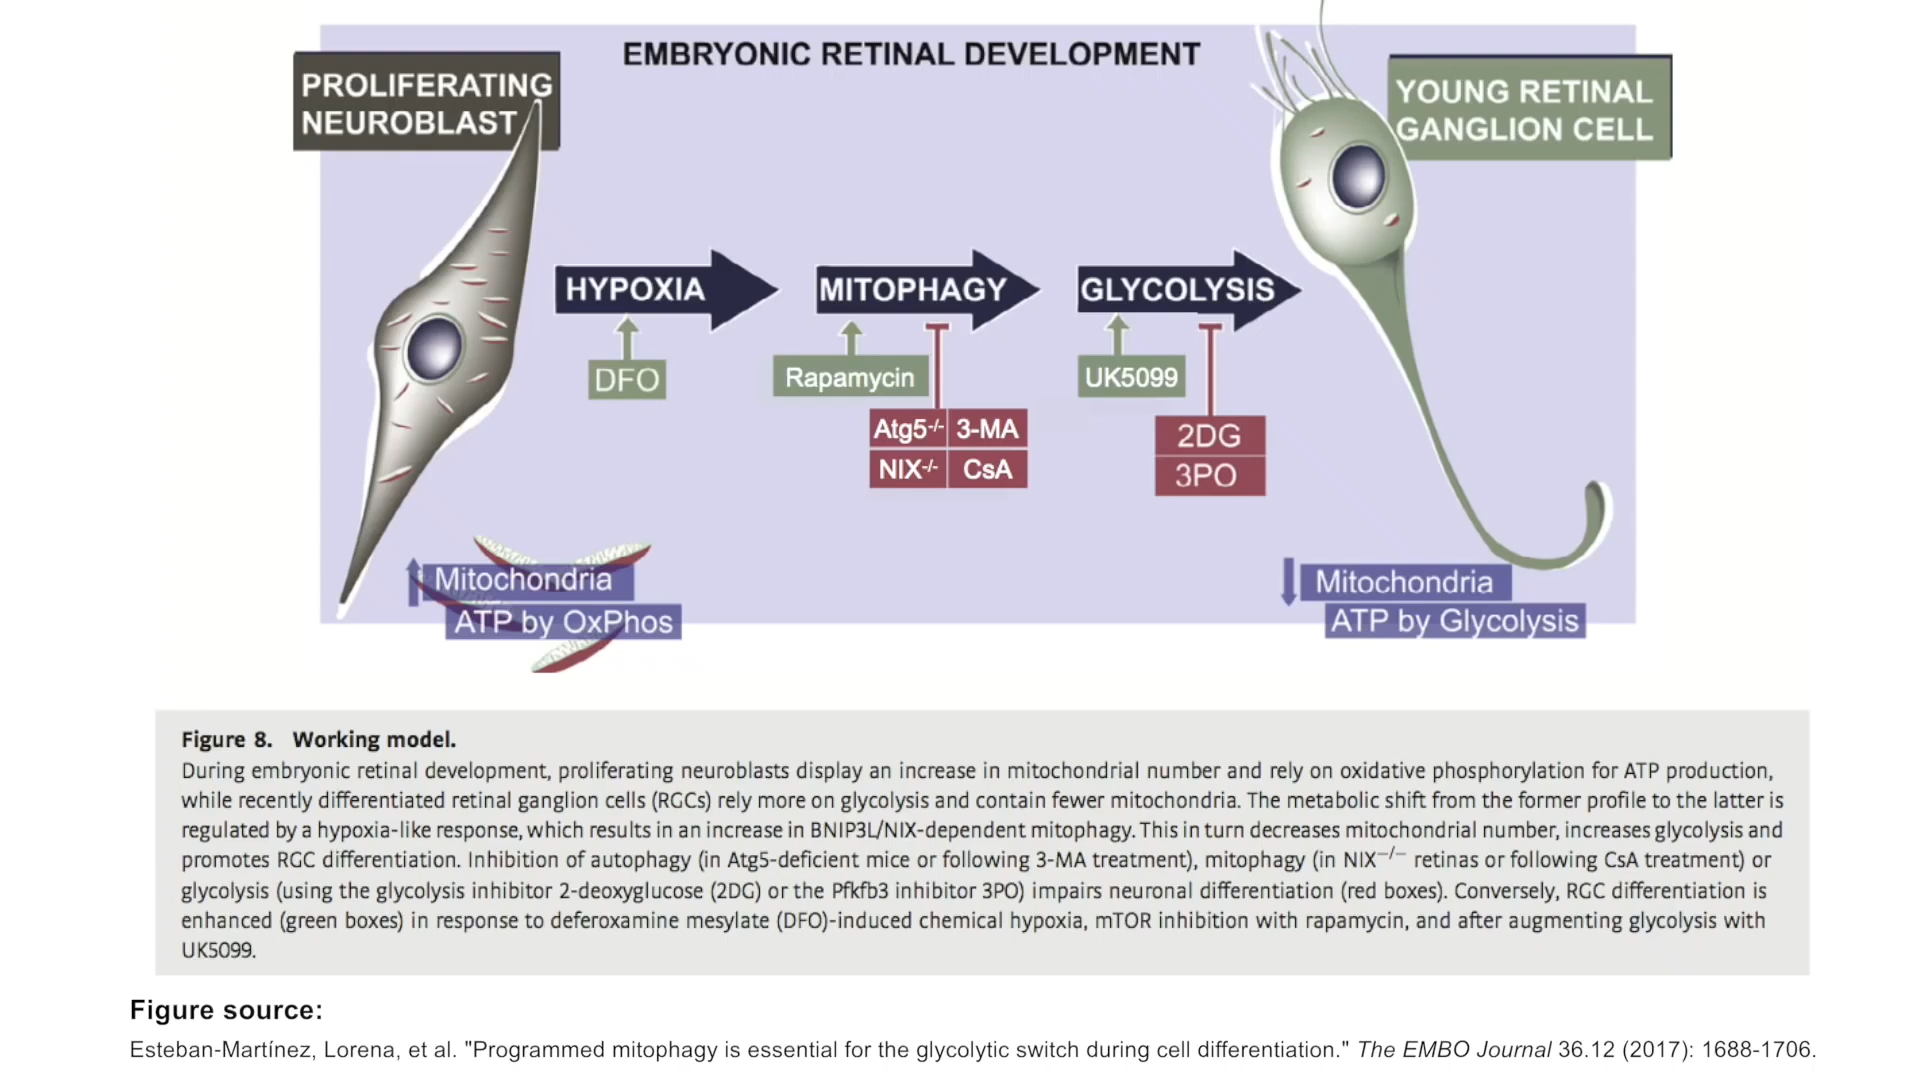 EMBRYONIC RETINAL DEVELOPMENT
PROLIFERATING
NEUROBLAST
YOUNG RETINAL
GANGLION CELL
HYPOXIA
MITOPHAGY
GLYCOLYSIS
DFO
Rapamycin
UK5099
Atg5-/- 3-MA
NIX-/- CsA
2DG
3PO
Mitochondria
ATP by OxPhos
Mitochondria
ATP by Glycolysis
Figure 8. Working model.
During embryonic retinal development, proliferating neuroblasts display an increase in mitochondrial number and rely on oxidative phosphorylation for ATP production,
while recently differentiated retinal ganglion cells (RGCs) rely more on glycolysis and contain fewer mitochondria. The metabolic shift from the former profile to the latter is
regulated by a hypoxia-like response, which results in an increase in BNIP3L/NIX-dependent mitophagy. This in turn decreases mitochondrial number, increases glycolysis and
promotes RGC differentiation. Inhibition of autophagy (in Atg5-deficient mice or following 3-MA treatment), mitophagy (in NIX−/− retinas or following CsA treatment) or
glycolysis (using the glycolysis inhibitor 2-deoxyglucose (2DG) or the Pfkfb3 inhibitor 3PO) impairs neuronal differentiation (red boxes). Conversely, RGC differentiation is
enhanced (green boxes) in response to deferoxamine mesylate (DFO)-induced chemical hypoxia, mTOR inhibition with rapamycin, and after augmenting glycolysis with
UK5099.
Figure source:
Esteban-Martínez, Lorena, et al. "Programmed mitophagy is essential for the glycolytic switch during cell differentiation." The EMBO Journal 36.12 (2017): 1688-1706.